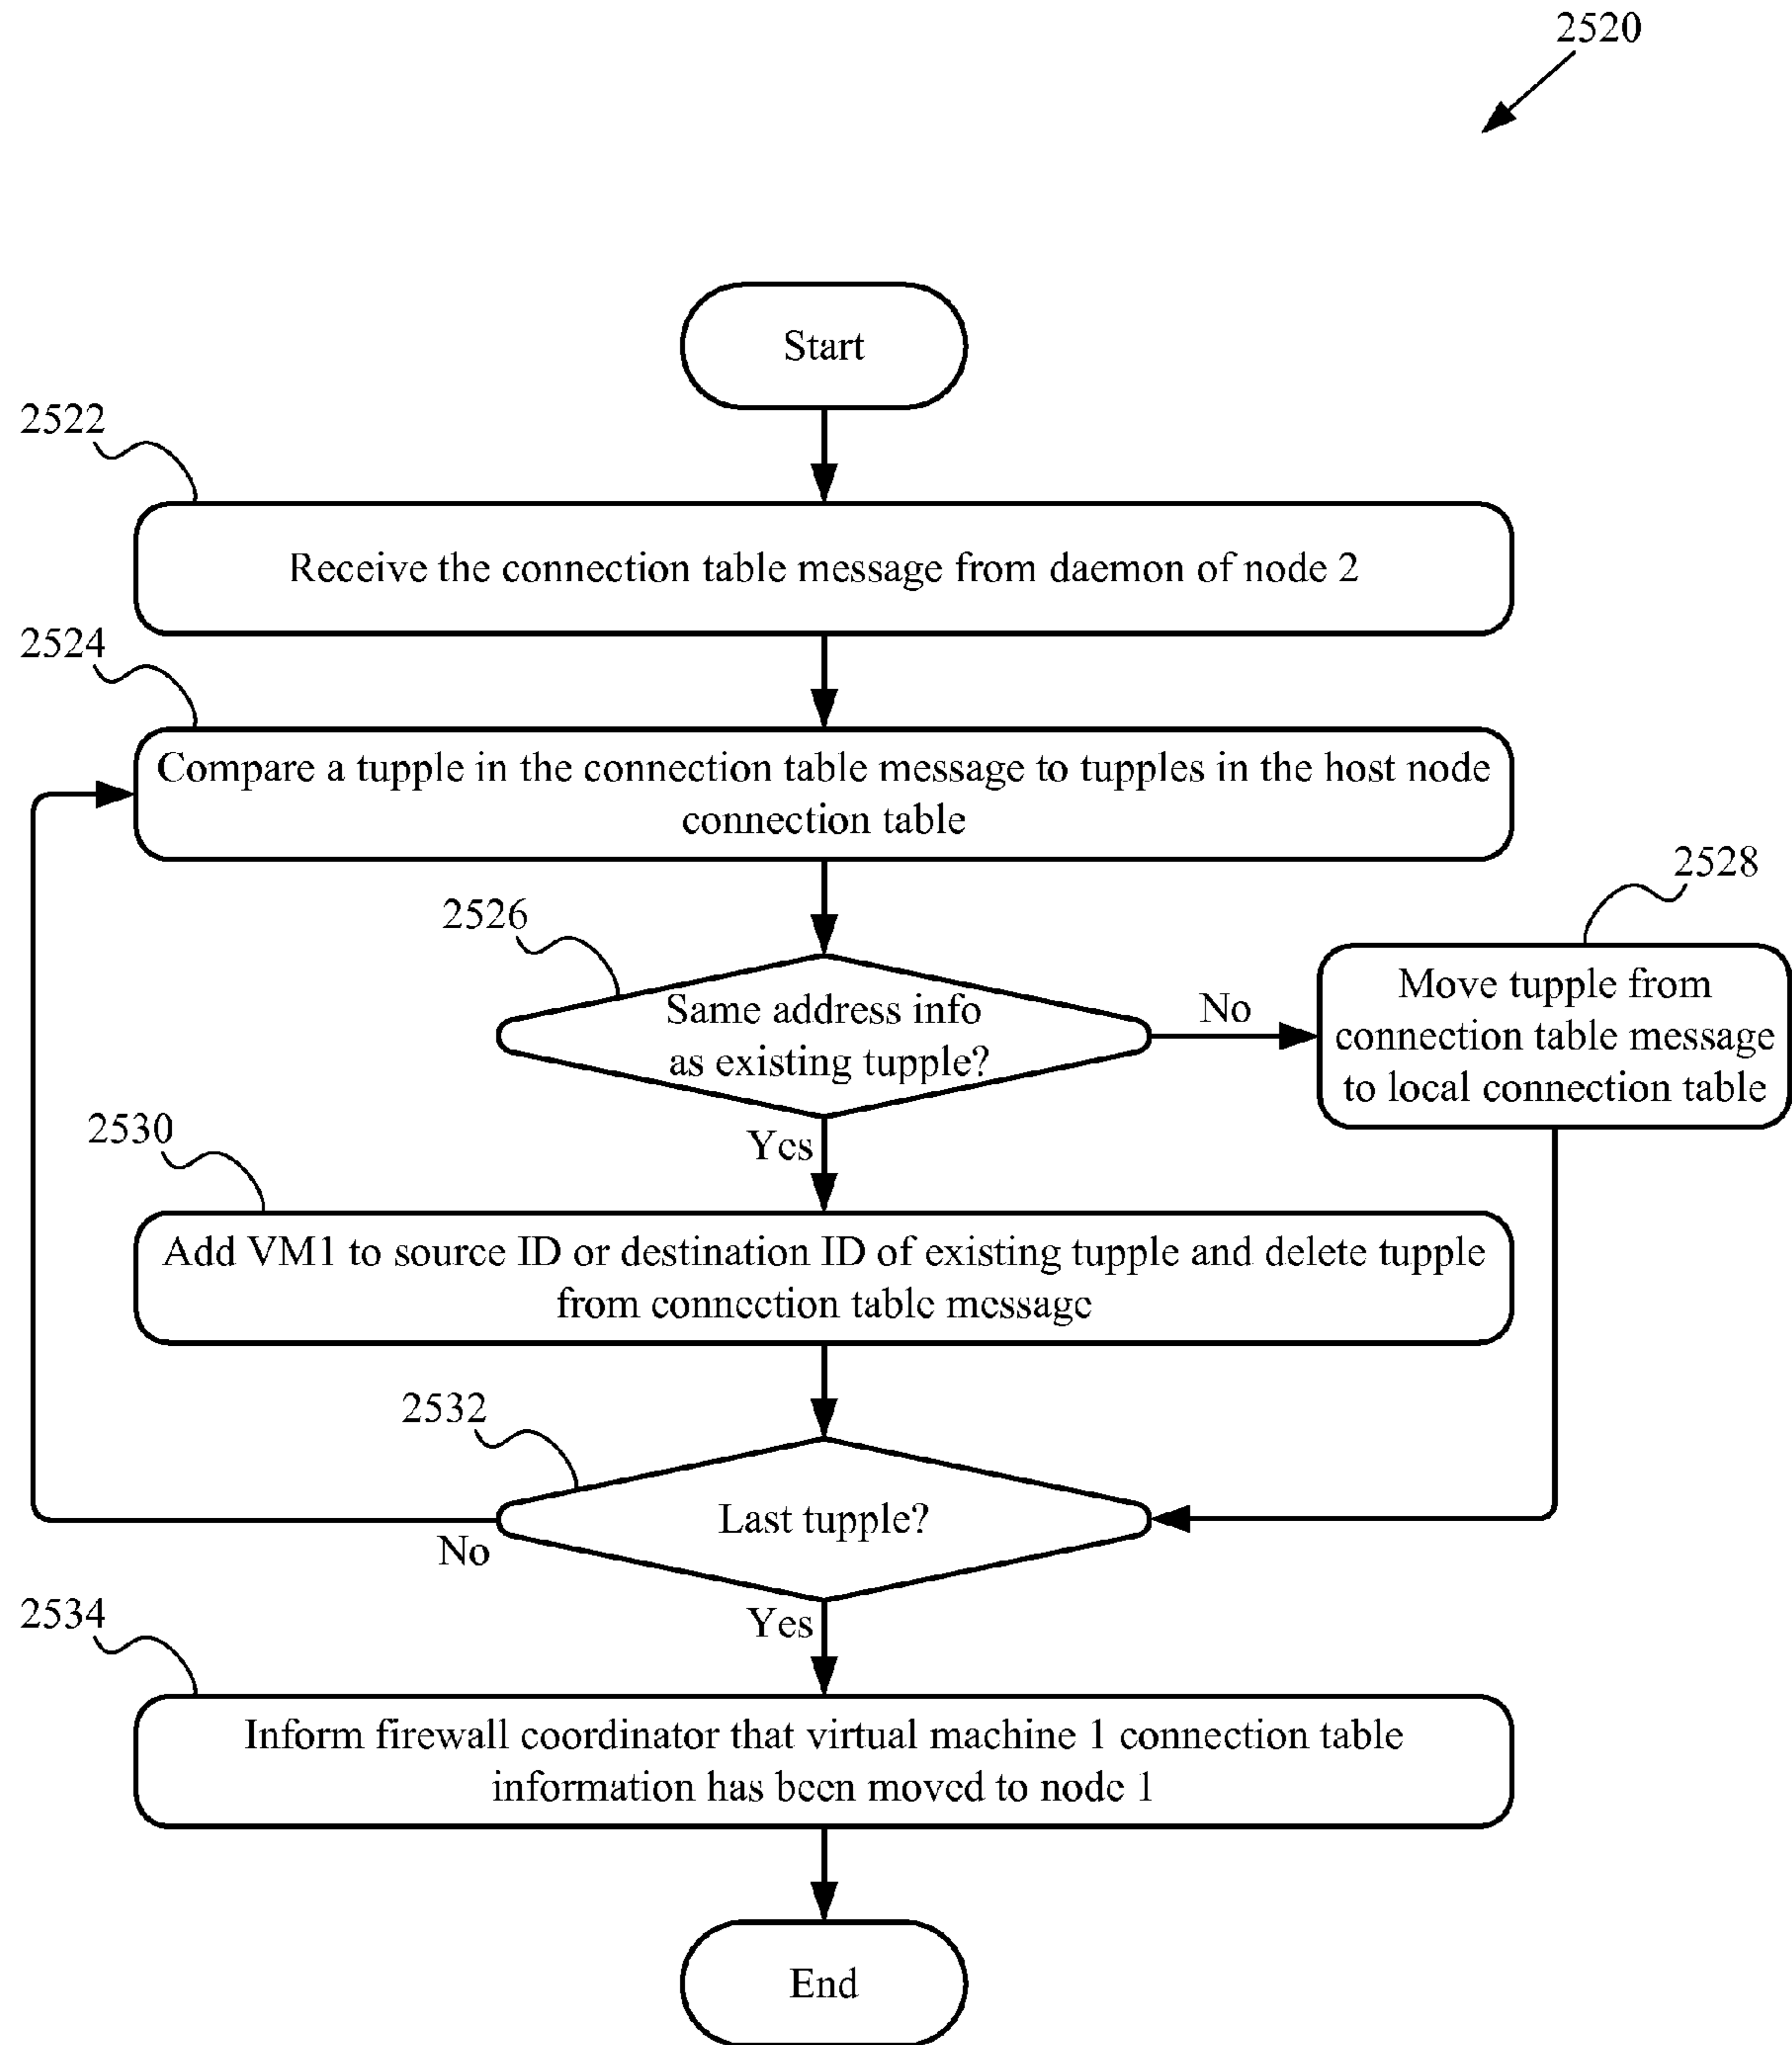 2520
Start
2522
Receive the connection table message from daemon of node 2
2524
Compare a tupple in the connection table message to tupples in the host node
connection table
2526
Same address info
as existing tupple?
No
2528
Move tupple from
connection table message
to local connection table
Yes
2530
Add VM1 to source ID or destination ID of existing tupple and delete tupple
from connection table message
2532
Last tupple?
No
Yes
2534
Inform firewall coordinator that virtual machine 1 connection table
information has been moved to node 1
End